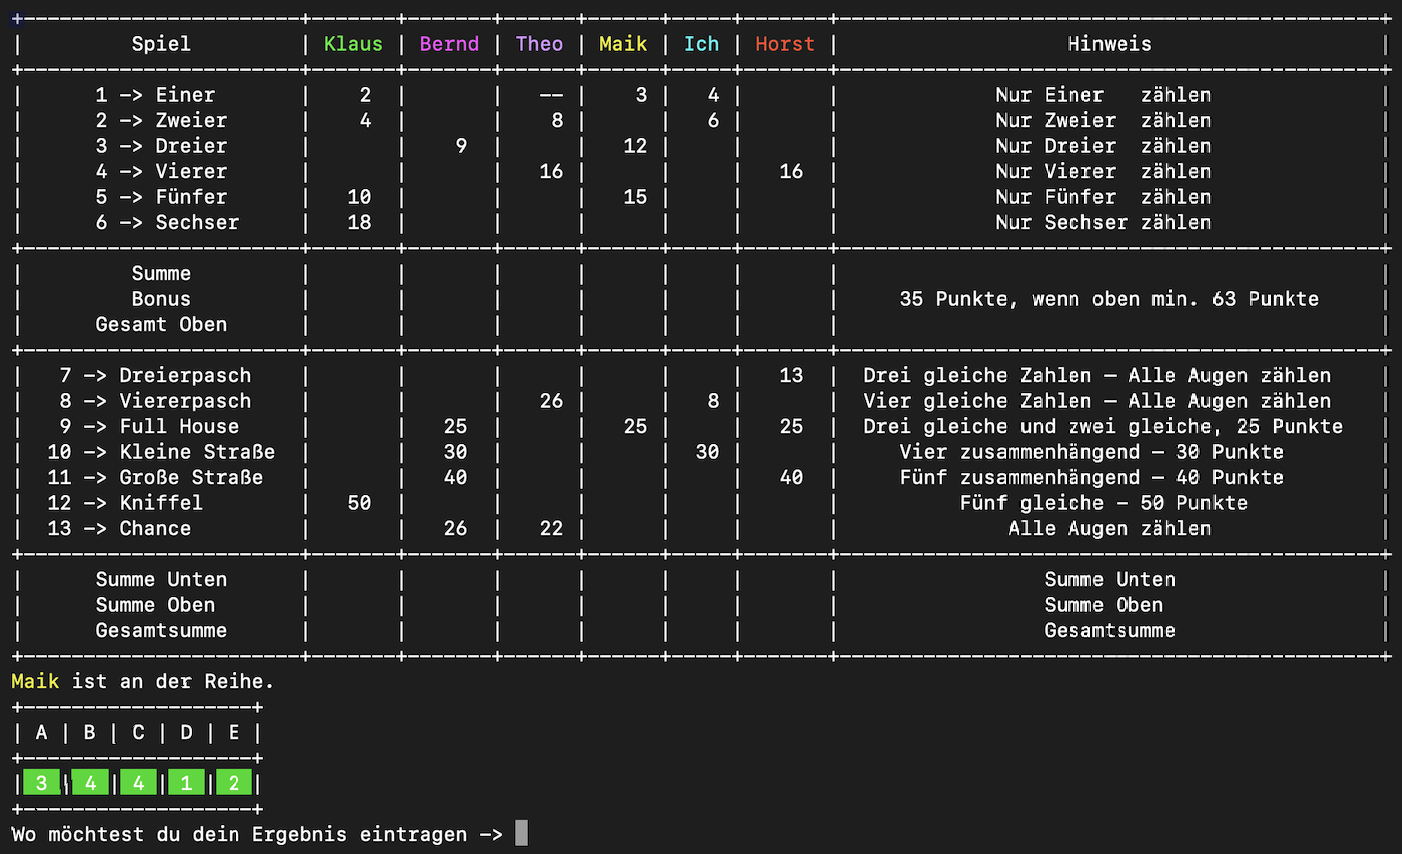 Spiel | Klaus | Bernd | Theo | Maik | Ich | Horst | Hinweis
1 –> Einer | 2 | | –– | 3 | 4 | | Nur Einer zählen
2 –> Zweier | 4 | | 8 | | 6 | | Nur Zweier zählen
3 –> Dreier | | 9 | | 12 | | | Nur Dreier zählen
4 –> Vierer | | | 16 | | | 16 | Nur Vierer zählen
5 –> Fünfer | 10 | | | 15 | | | Nur Fünfer zählen
6 –> Sechser | 18 | | | | | | Nur Sechser zählen
Summe
Bonus | | | | | | | 35 Punkte, wenn oben min. 63 Punkte
Gesamt Oben
7 –> Dreierpasch | | | | | | 13 | Drei gleiche Zahlen – Alle Augen zählen
8 –> Viererpasch | | | 26 | | 8 | | Vier gleiche Zahlen – Alle Augen zählen
9 –> Full House | | 25 | | 25 | | 25 | Drei gleiche und zwei gleiche, 25 Punkte
10 –> Kleine Straße | | 30 | | | 30 | | Vier zusammenhängend – 30 Punkte
11 –> Große Straße | | 40 | | | | 40 | Fünf zusammenhängend – 40 Punkte
12 –> Kniffel | 50 | | | | | | Fünf gleiche – 50 Punkte
13 –> Chance | | 26 | 22 | | | | Alle Augen zählen
Summe Unten | | | | | | | Summe Unten
Summe Oben | | | | | | | Summe Oben
Gesamtsumme | | | | | | | Gesamtsumme
Maik ist an der Reihe.
| A | B | C | D | E |
| 3 | 4 | 4 | 1 | 2 |
Wo möchtest du dein Ergebnis eintragen –>